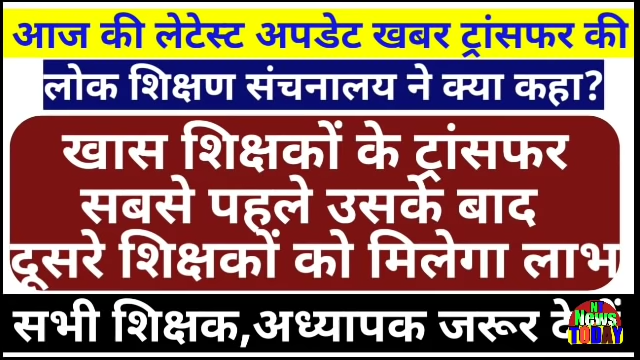 आज की लेटेस्ट अपडेट खबर ट्रांसफर की
लोक शिक्षण संचनालय ने क्या कहा?
खास शिक्षकों के ट्रांसफर
सबसे पहले उसके बाद
दूसरे शिक्षकों को मिलेगा लाभ
सभी शिक्षक,अध्यापक जरूर
News
TODAY